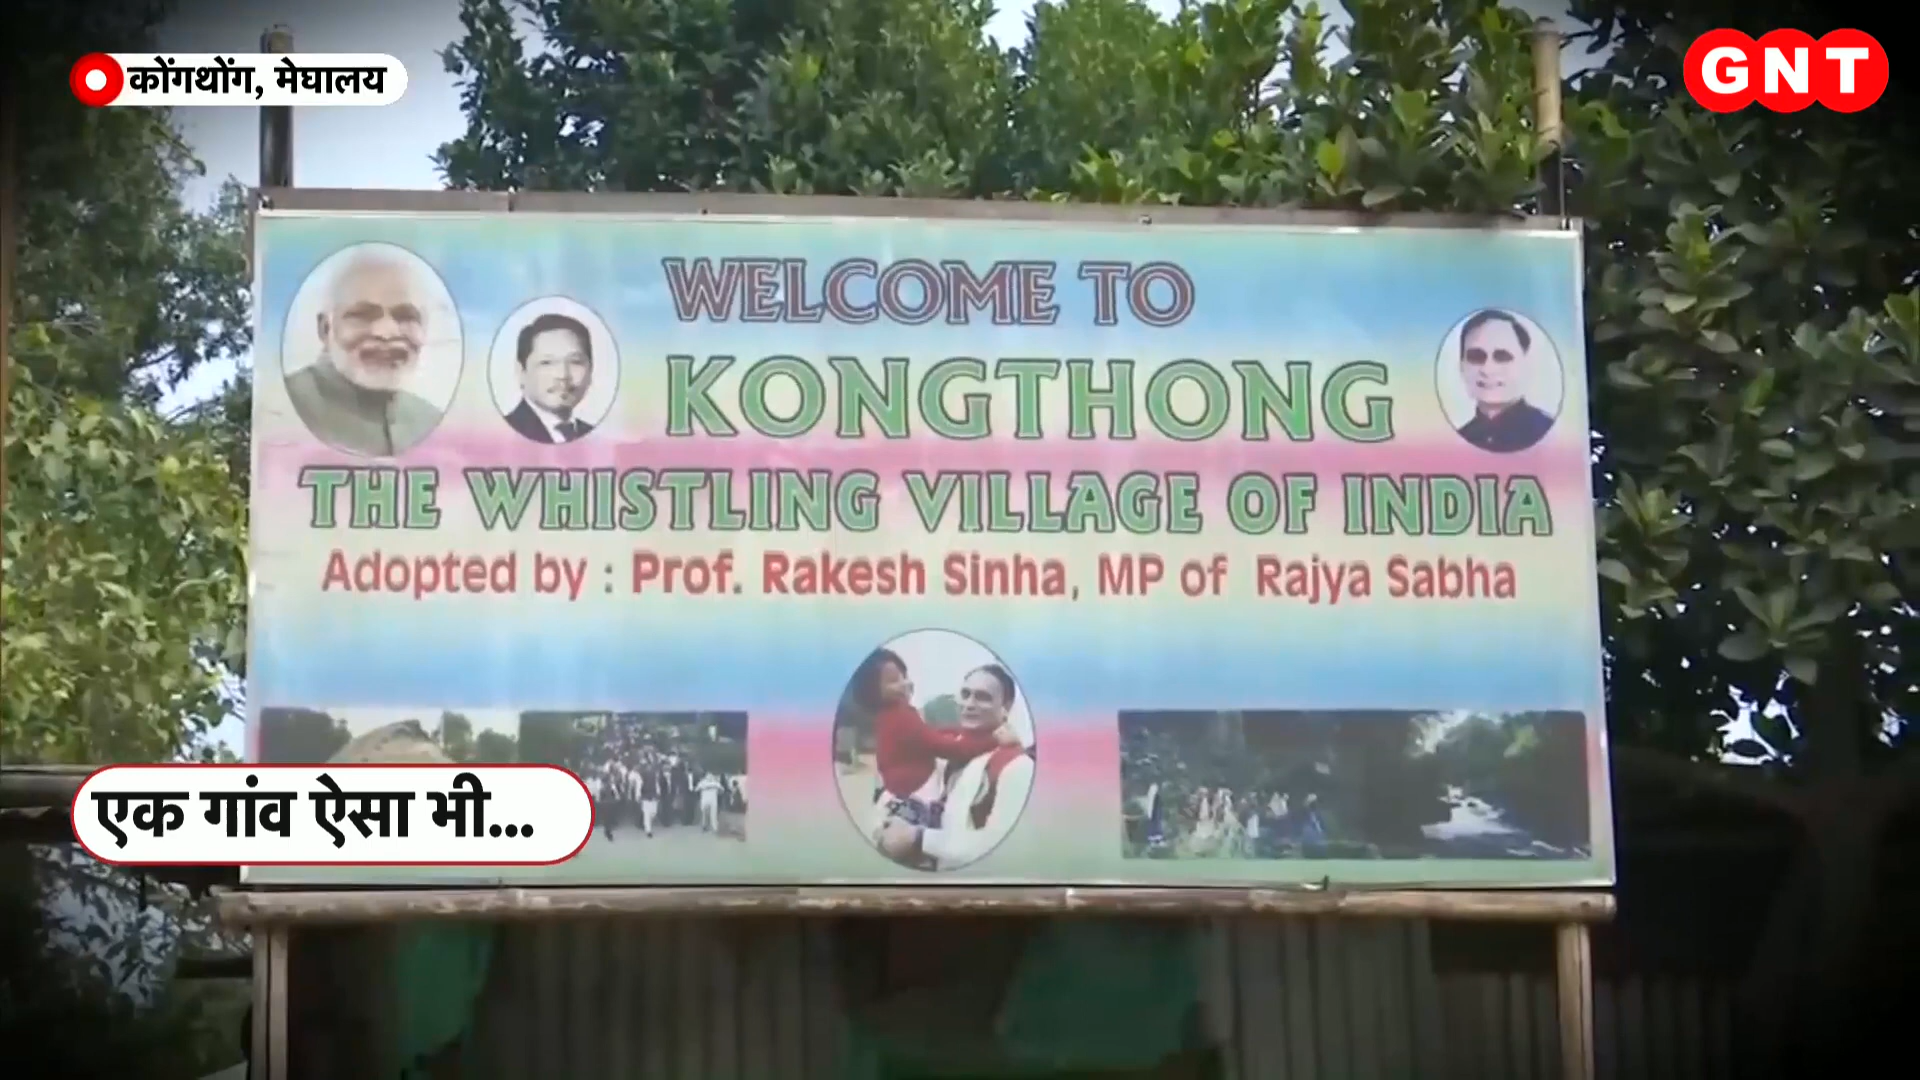 कोंगथोंग, मेघालय
GNT
WELCOME TO
KONGTHONG
THE WHISTLING VILLAGE OF INDIA
Adopted by : Prof. Rakesh Sinha, MP of Rajya Sabha
एक गांव ऐसा भी...